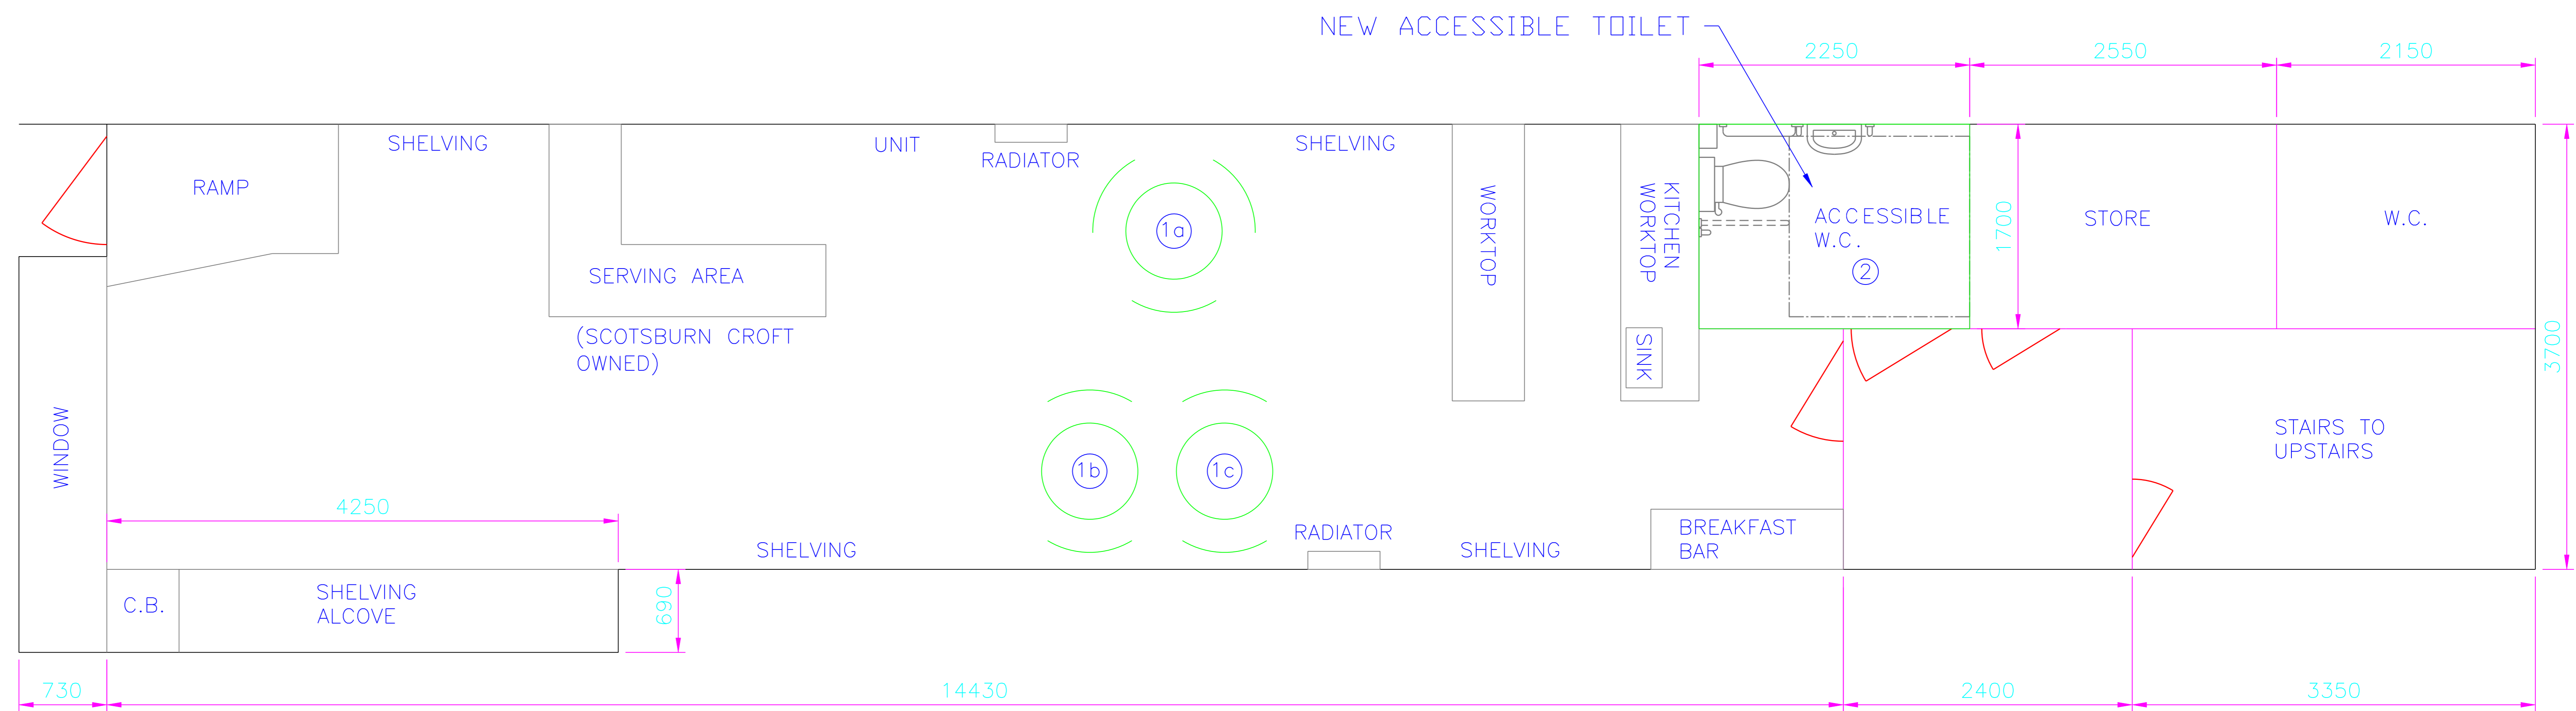 NEW ACCESSIBLE TOILET
2250
2550
2150
SHELVING
UNIT
RADIATOR
SHELVING
RAMP
WORKTOP
KITCHEN
WORKTOP
1a
ACCESSIBLE
W.C.
2
1700
STORE
W.C.
SERVING AREA
(SCOTSBURN CROFT
OWNED)
SINK
3700
WINDOW
1b
1c
STAIRS TO
UPSTAIRS
4250
SHELVING
RADIATOR
SHELVING
BREAKFAST
BAR
C.B.
SHELVING
ALCOVE
690
730
14430
2400
3350